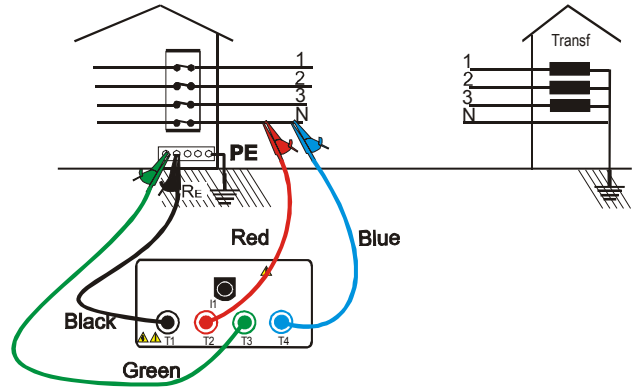 Transf
1
2
3
N
1
2
3
N
PE
RE
Red
Blue
I1
Black
T1
T2
T3
T4
Green